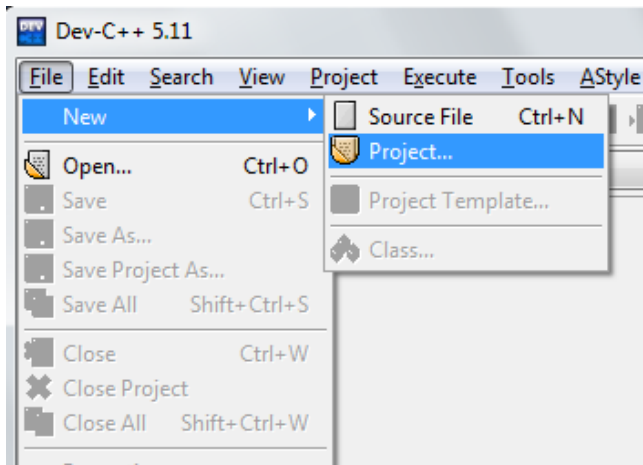 Dev-C++ 5.11
File Edit Search View Project Execute Tools AStyle
New
Source File Ctrl+N
Project...
Project Template...
Class...
Open... Ctrl+O
Save Ctrl+S
Save As...
Save Project As...
Save All Shift+Ctrl+S
Close Ctrl+W
Close Project
Close All Shift+Ctrl+W